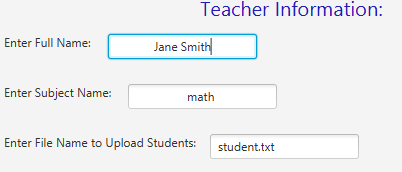 Teacher Information:
Enter Full Name: Jane Smith
Enter Subject Name: math
Enter File Name to Upload Students: student.txt